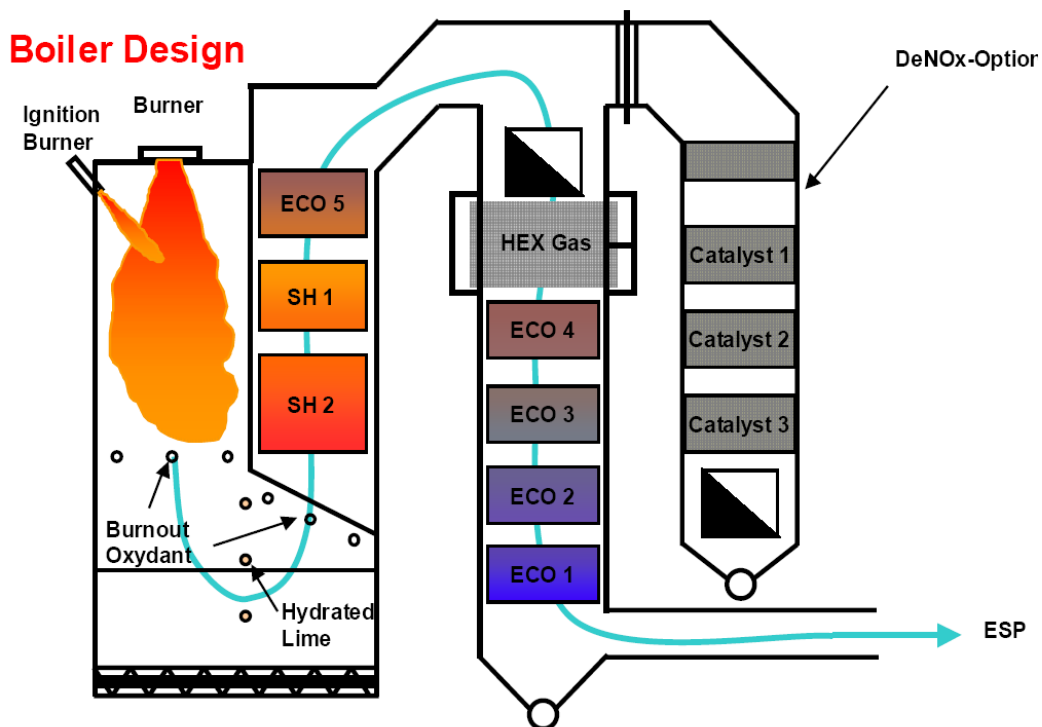 Boiler Design
Ignition
Burner
Burner
DeNOx-Option
ECO 5
SH 1
SH 2
HEX Gas
ECO 4
ECO 3
ECO 2
ECO 1
Catalyst 1
Catalyst 2
Catalyst 3
Burnout
Oxydant
Hydrated
Lime
ESP